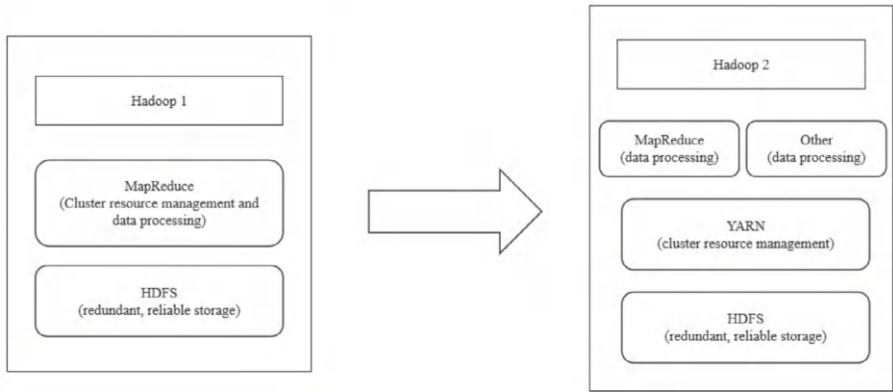 Hadoop 1
MapReduce
(Cluster resource management and
data processing)
HDFS
(redundant, reliable storage)
Hadoop 2
MapReduce
(data processing)
Other
(data processing)
YARN
(cluster resource management)
HDFS
(redundant, reliable storage)